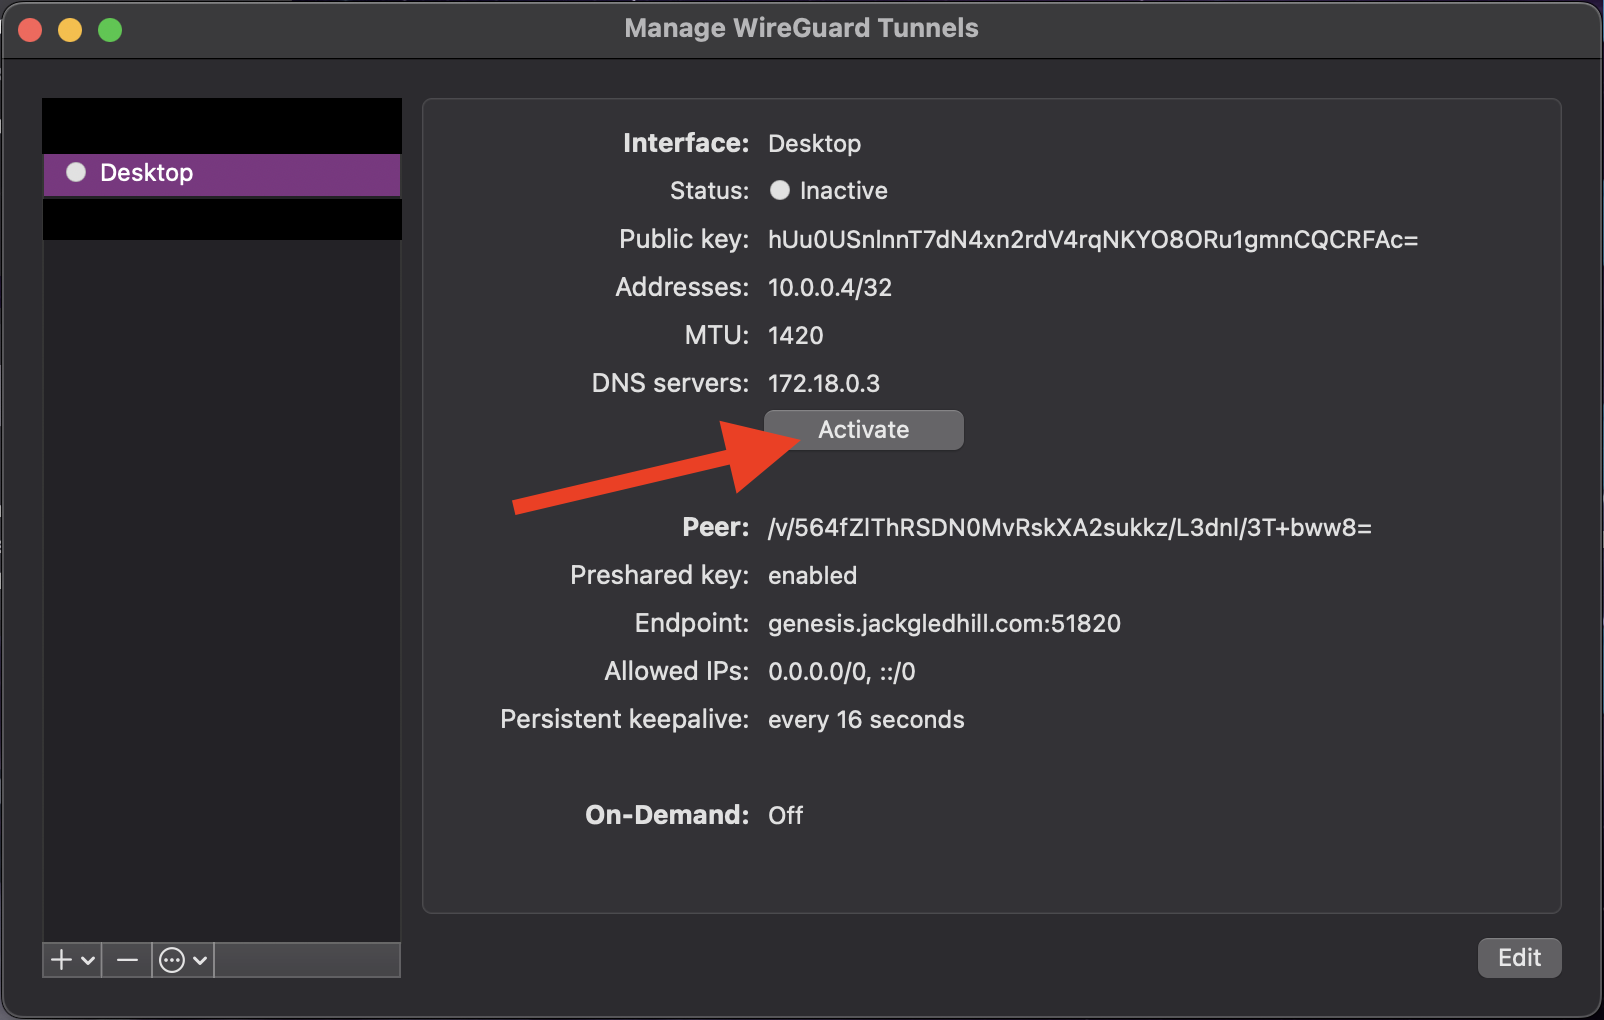 Manage WireGuard Tunnels
Desktop
Interface: Desktop
Status: Inactive
Public key: hUu0USnlnnT7dN4xn2rdV4rqNKYO8ORu1gmnCQCRFAc=
Addresses: 10.0.0.4/32
MTU: 1420
DNS servers: 172.18.0.3
Activate
Peer: /v/564fZlThRSDN0MvRskXA2sukkz/L3dnl/3T+bww8=
Preshared key: enabled
Endpoint: genesis.jackgledhill.com:51820
Allowed IPs: 0.0.0.0/0, ::/0
Persistent keepalive: every 16 seconds
On-Demand: Off
Edit